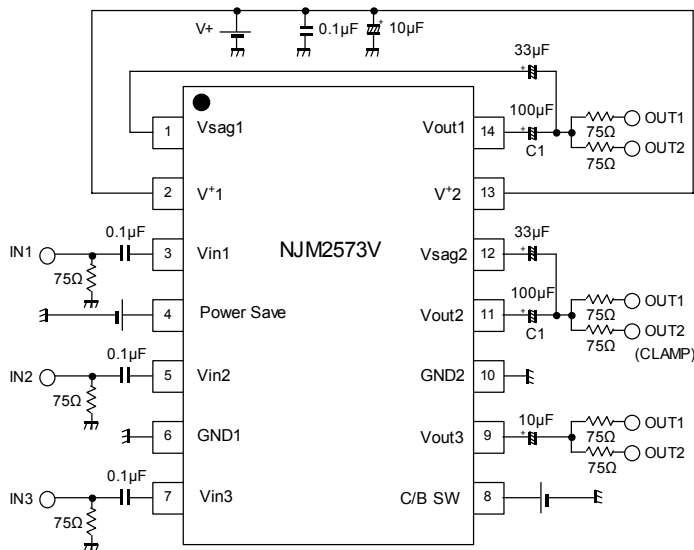 V+
0.1µF
10µF
33µF
100µF
C1
75Ω
75Ω
OUT1
OUT2
1
Vsag1
Vout1
14
2
V+1
V+2
13
IN1
0.1µF
75Ω
3
Vin1
NJM2573V
Vsag2
12
33µF
4
Power Save
Vout2
11
100µF
C1
75Ω
75Ω
OUT1
OUT2
(CLAMP)
IN2
0.1µF
75Ω
5
Vin2
GND2
10
6
GND1
Vout3
9
10µF
75Ω
75Ω
OUT1
OUT2
IN3
0.1µF
75Ω
7
Vin3
C/B SW
8